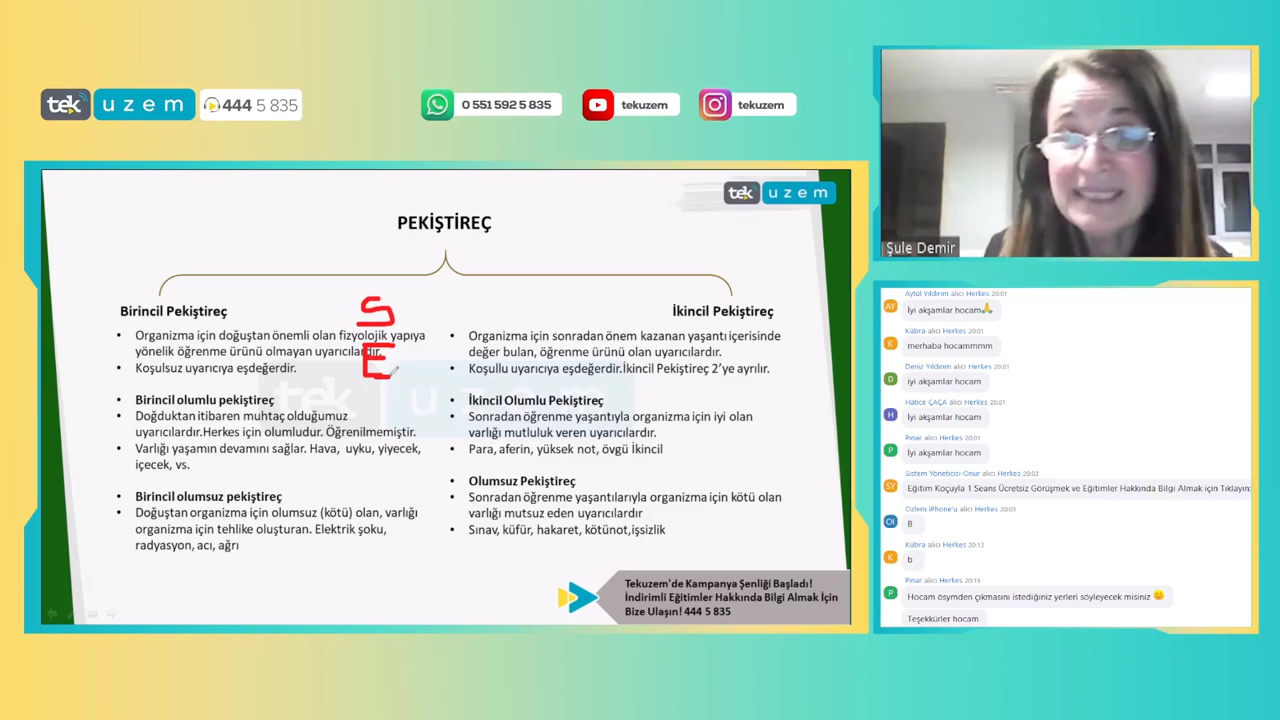 tek uzem 444 5 835
0 551 592 5 835
tekuzem
tekuzem
tek uzem
PEKİŞTİREÇ
Birincil Pekiştireç
S
• Organizma için doğuştan önemli olan fizyolojik yapıya
yönelik öğrenme ürünü olmayan uyarıcılardır.
E
• Koşulsuz uyarıcıya eşdeğerdir.
Birincil olumlu pekiştireç
• Doğduktan itibaren muhtaç olduğumuz
uyarıcılardır.Herkes için olumludur. Öğrenilmemiştir.
• Varlığı yaşamın devamını sağlar. Hava, uyku, yiyecek,
içecek, vs.
Birincil olumsuz pekiştireç
• Doğuştan organizma için olumsuz (kötü) olan, varlığı
organizma için tehlike oluşturan. Elektrik şoku,
radyasyon, acı, ağrı
İkincil Pekiştireç
• Organizma için sonradan önem kazanan yaşantı içerisinde
değer bulan, öğrenme ürünü olan uyarıcılardır.
• Koşullu uyarıcıya eşdeğerdir.İkincil Pekiştireç 2'ye ayrılır.
• İkincil Olumlu Pekiştireç
• Sonradan öğrenme yaşantıyla organizma için iyi olan
varlığı mutluluk veren uyarıcılardır.
• Para, aferin, yüksek not, övgü İkincil
• Olumsuz Pekiştireç
• Sonradan öğrenme yaşantılarıyla organizma için kötü olan
varlığı mutsuz eden uyarıcılardır
• Sınav, küfür, hakaret, kötünot,işsizlik
tek uzem
Tekuzem'de Kampanya Şenliği Başladı!
İndirimli Eğitimler Hakkında Bilgi Almak İçin
Bize Ulaşın! 444 5 835
Şule Demir
Aytül Yıldırım alıcı Herkes 20:01
AY İyi akşamlar hocam🙏
Kübra alıcı Herkes 20:01
K merhaba hocammmm
Deniz Yıldırım alıcı Herkes 20:01
D iyi akşamlar hocam
Hatice ÇAÇA alıcı Herkes 20:01
H İyi akşamlar hocam
Pınar alıcı Herkes 20:01
P İyi akşamlar hocam
Sistem Yöneticisi-Onur alıcı Herkes 20:03
SY Eğitim Koçuyla 1 Seans Ücretsiz Görüşmek ve Eğitimler Hakkında Bilgi Almak için Tıklayın:
Ozlem iPhone'u alıcı Herkes 20:03
OI B
Kübra alıcı Herkes 20:13
K b
Pınar alıcı Herkes 20:15
P Hocam ösymden çıkmasını istediğiniz yerleri söyleyecek misiniz 😊
Teşekkürler hocam